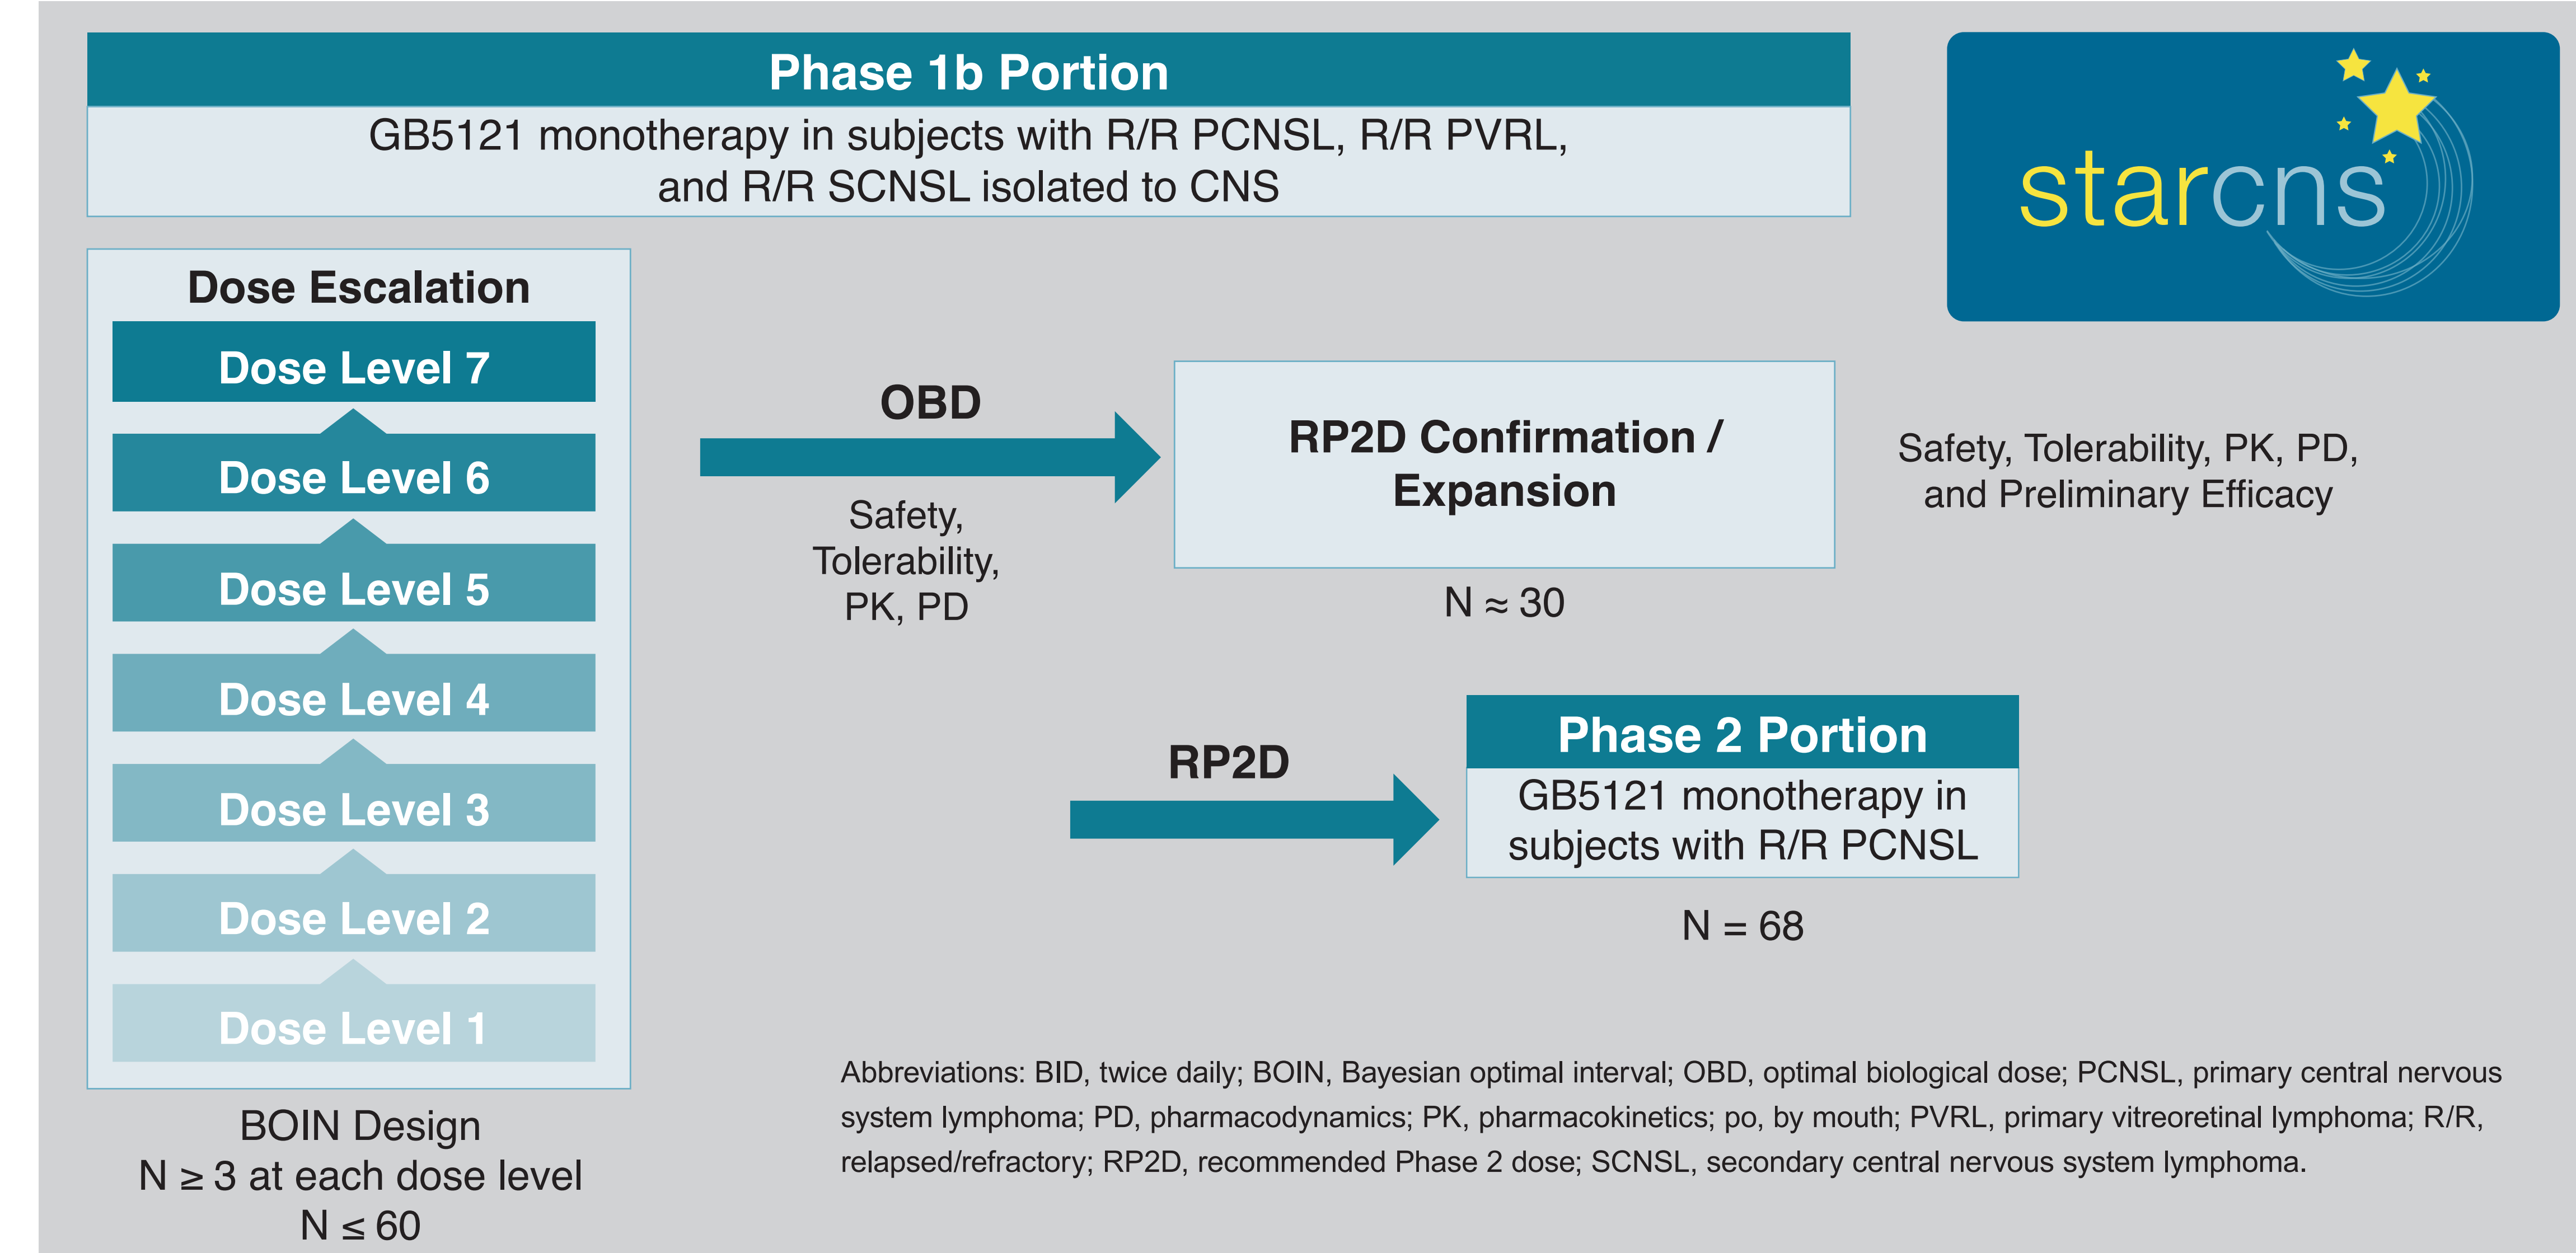 Phase 1b Portion
GB5121 monotherapy in subjects with R/R PCNSL, R/R PVRL,
and R/R SCNSL isolated to CNS
starcns
Dose Escalation
Dose Level 7
Dose Level 6
Dose Level 5
Dose Level 4
Dose Level 3
Dose Level 2
Dose Level 1
BOIN Design
N ≥ 3 at each dose level
N ≤ 60
OBD
Safety,
Tolerability,
PK, PD
RP2D Confirmation /
Expansion
N ≈ 30
Safety, Tolerability, PK, PD,
and Preliminary Efficacy
RP2D
Phase 2 Portion
GB5121 monotherapy in
subjects with R/R PCNSL
N = 68
Abbreviations: BID, twice daily; BOIN, Bayesian optimal interval; OBD, optimal biological dose; PCNSL, primary central nervous
system lymphoma; PD, pharmacodynamics; PK, pharmacokinetics; po, by mouth; PVRL, primary vitreoretinal lymphoma; R/R,
relapsed/refractory; RP2D, recommended Phase 2 dose; SCNSL, secondary central nervous system lymphoma.